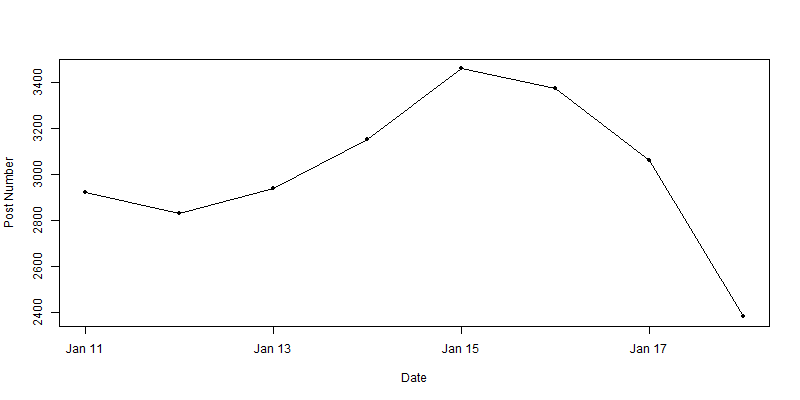 3400
3200
3000
2800
2600
2400
Post Number
Jan 11
Jan 13
Jan 15
Jan 17
Date